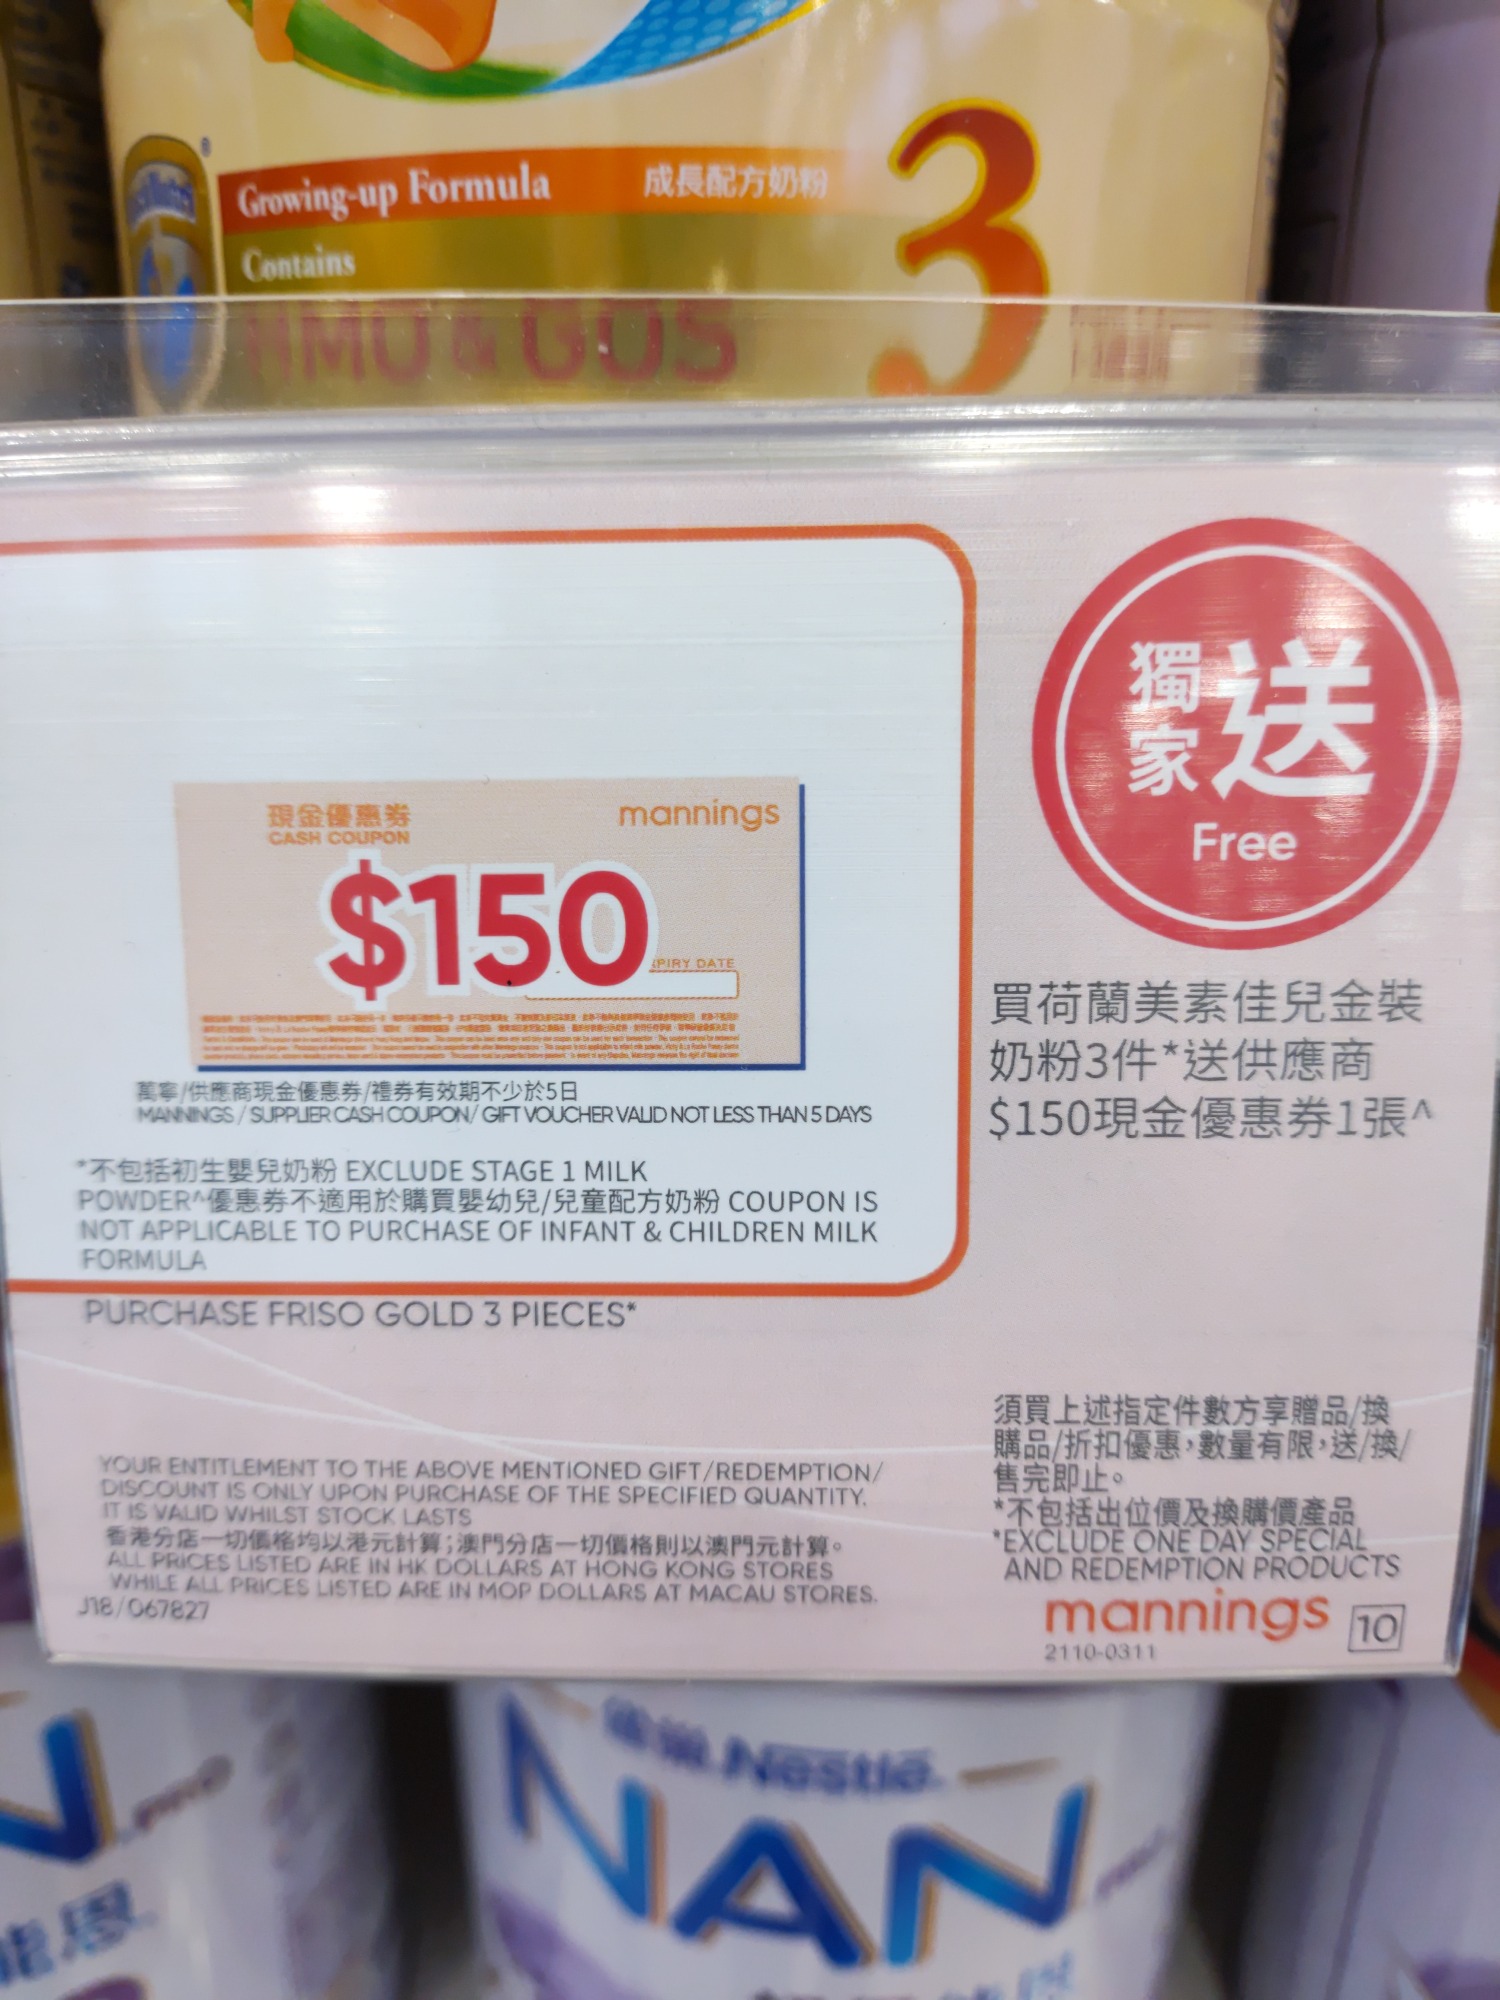 Growing-up Formula 成長配方奶粉
3
Contains
HMO & GOS
獨家 送
Free
現金優惠券
CASH COUPON
mannings
$150
PIRY DATE
萬寧/供應商現金優惠券/禮券有效期不少於5日
MANNINGS / SUPPLIER CASH COUPON/ GIFT VOUCHER VALID NOT LESS THAN 5 DAYS
*不包括初生嬰兒奶粉 EXCLUDE STAGE 1 MILK
POWDER^優惠券不適用於購買嬰幼兒/兒童配方奶粉 COUPON IS
NOT APPLICABLE TO PURCHASE OF INFANT & CHILDREN MILK
FORMULA
PURCHASE FRISO GOLD 3 PIECES*
買荷蘭美素佳兒金裝
奶粉3件*送供應商
$150現金優惠券1張^
YOUR ENTITLEMENT TO THE ABOVE MENTIONED GIFT/REDEMPTION/
DISCOUNT IS ONLY UPON PURCHASE OF THE SPECIFIED QUANTITY.
IT IS VALID WHILST STOCK LASTS
香港分店一切價格均以港元計算;澳門分店一切價格則以澳門元計算。
ALL PRICES LISTED ARE IN HK DOLLARS AT HONG KONG STORES
WHILE ALL PRICES LISTED ARE IN MOP DOLLARS AT MACAU STORES.
J18/067827
須買上述指定件數方享贈品/換
購品/折扣優惠,數量有限,送/換/
售完即止。
*不包括出位價及換購價產品
*EXCLUDE ONE DAY SPECIAL
AND REDEMPTION PRODUCTS
mannings 10
2110-0311
雀巢 Nestlé
NAN
能恩